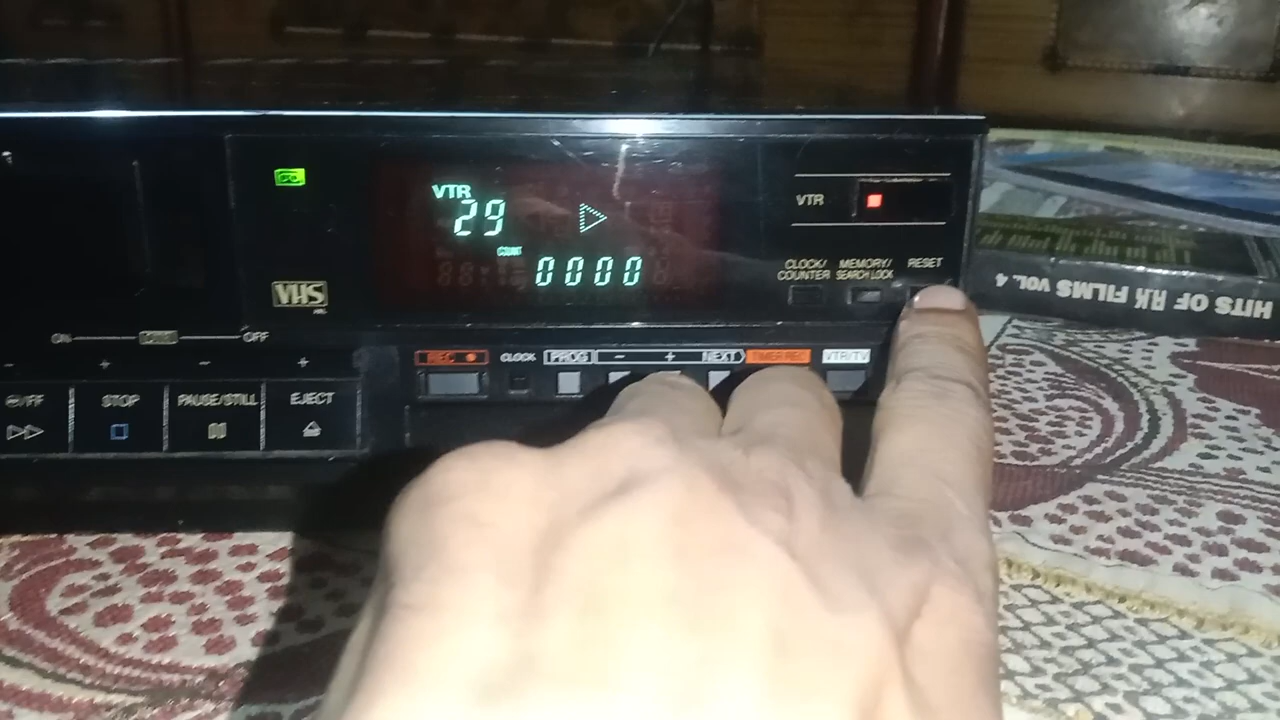 VTR
29
COUNT
0000
VTR
CLOCK/
COUNTER
MEMORY/
SEARCH LOCK
RESET
VHS
ON
OFF
REC
CLOCK
PROG
-
+
NEXT
TIMER REC
VTR/TV
-
+
-
+
/FF
STOP
PAUSE/STILL
EJECT
HITS OF RK FILMS VOL. 4